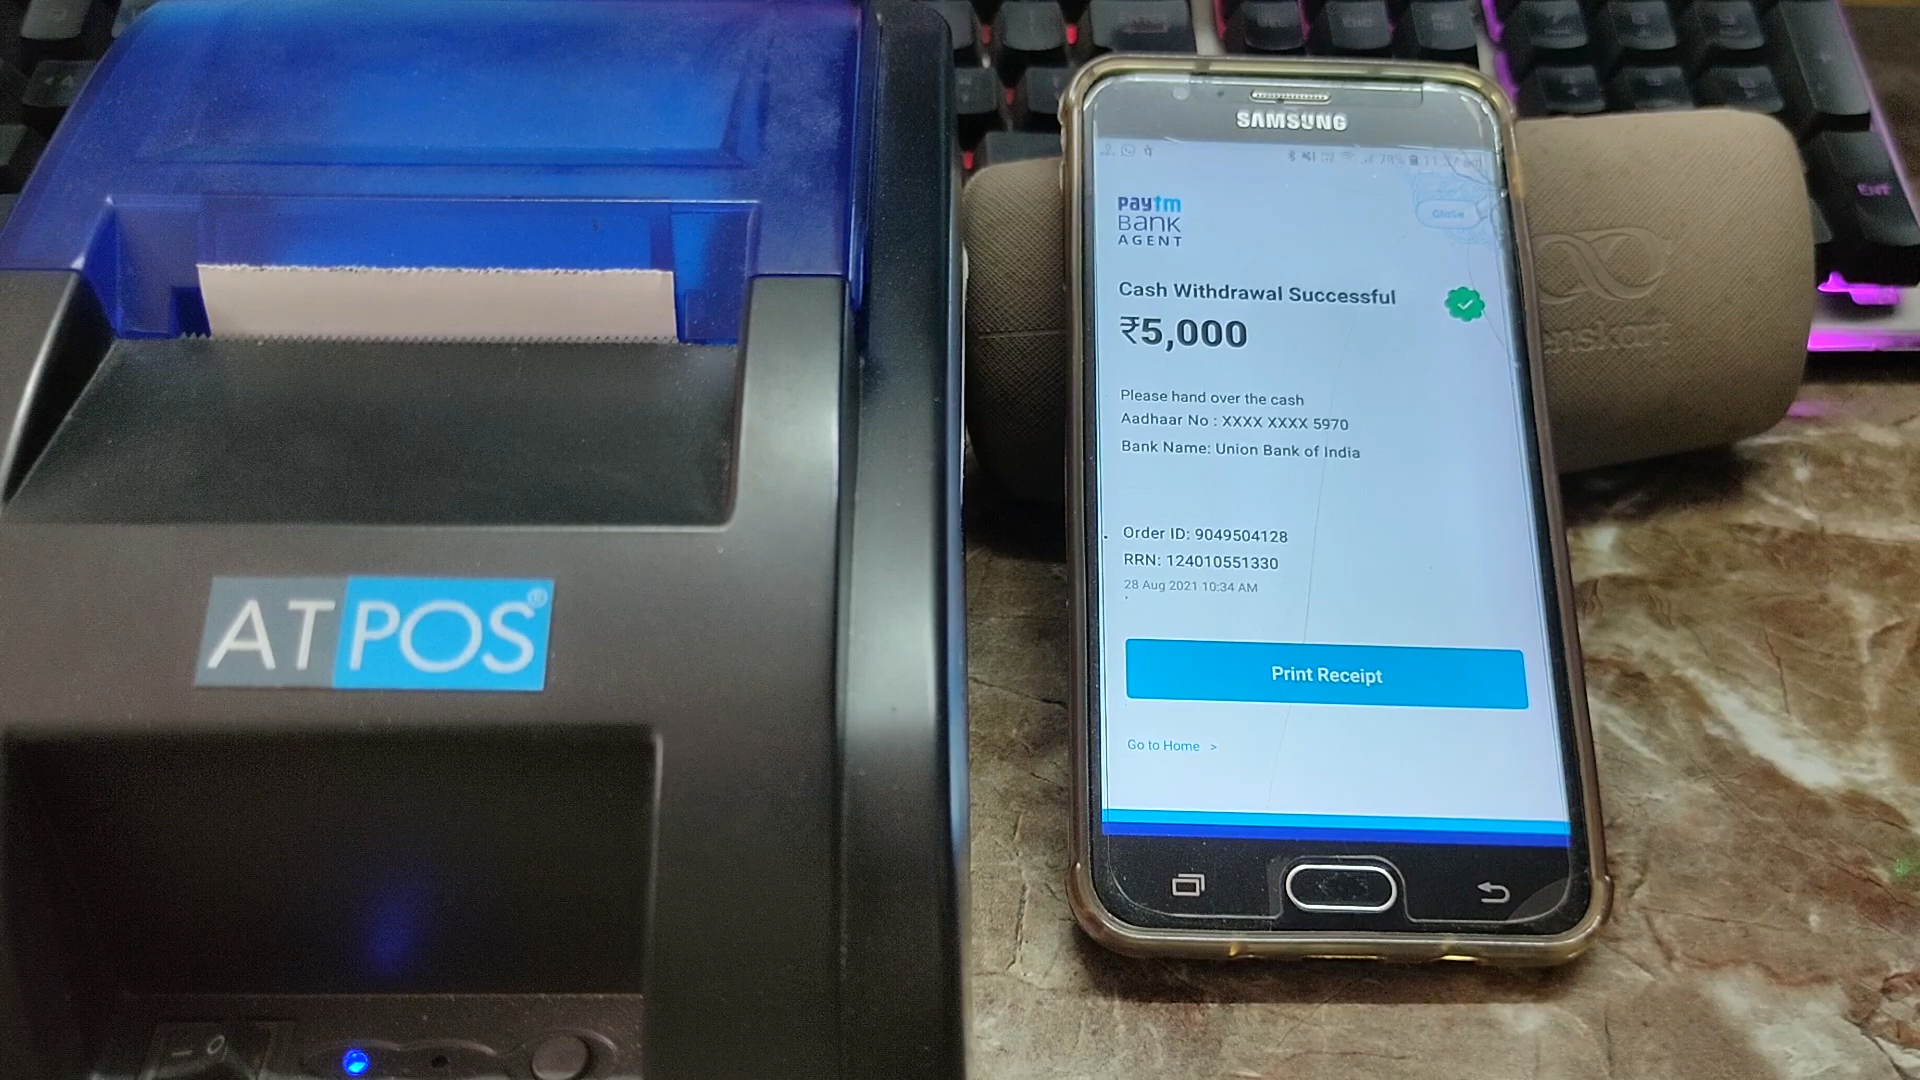 ATPOS®
SAMSUNG
78%
paytm
Bank
AGENT
Close
Cash Withdrawal Successful
₹5,000
Please hand over the cash
Aadhaar No : XXXX XXXX 5970
Bank Name: Union Bank of India
Order ID: 9049504128
RRN: 124010551330
28 Aug 2021 10:34 AM
Print Receipt
Go to Home >